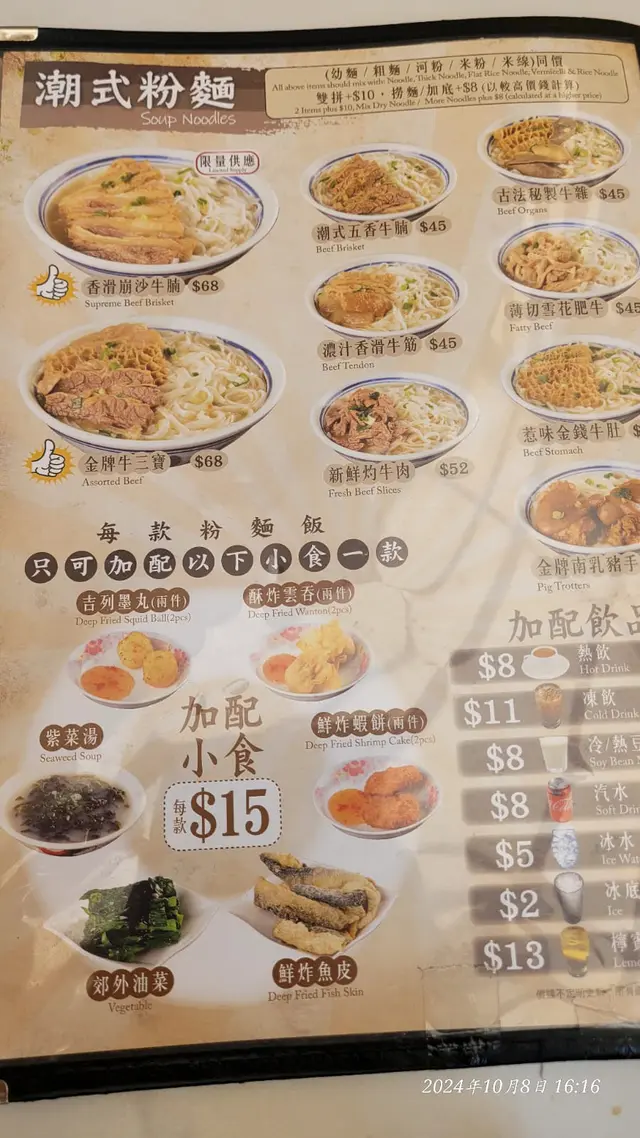 潮式粉麵
Soup Noodles
(幼麵 / 粗麵 / 河粉 / 米粉 / 米線)同價
All above items should mix with: Noodle, Thick Noodle, Flat Rice Noodle, Vermicelli & Rice Noodle
雙拼+$10，撈麵/加底+$8 (以較高價錢計算)
2 Items plus $10, Mix Dry Noodle / More Noodles plus $8 (calculated at a higher price)
限量供應
Limited Supply
香滑崩沙牛腩 $68
Supreme Beef Brisket
金牌牛三寶 $68
Assorted Beef
潮式五香牛腩 $45
Beef Brisket
濃汁香滑牛筋 $45
Beef Tendon
新鮮灼牛肉 $52
Fresh Beef Slices
古法秘製牛雜 $45
Beef Organs
薄切雪花肥牛 $45
Fatty Beef
惹味金錢牛肚 $
Beef Stomach
金牌南乳豬手
Pig Trotters
每款粉麵飯
只可加配以下小食一款
吉列墨丸(兩件)
Deep Fried Squid Ball(2pcs)
酥炸雲吞(兩件)
Deep Fried Wanton(2pcs)
紫菜湯
Seaweed Soup
加配
小食
每款 $15
鮮炸蝦餅(兩件)
Deep Fried Shrimp Cake(2pcs)
郊外油菜
Vegetable
鮮炸魚皮
Deep Fried Fish Skin
加配飲品
$8 熱飲
Hot Drink
$11 凍飲
Cold Drink
$8 冷/熱豆
Soy Bean
$8 汽水
Soft Drin
$5 冰水
Ice Wat
$2 冰底
Ice
$13 檸
Lem
2024年10月8日 16:16